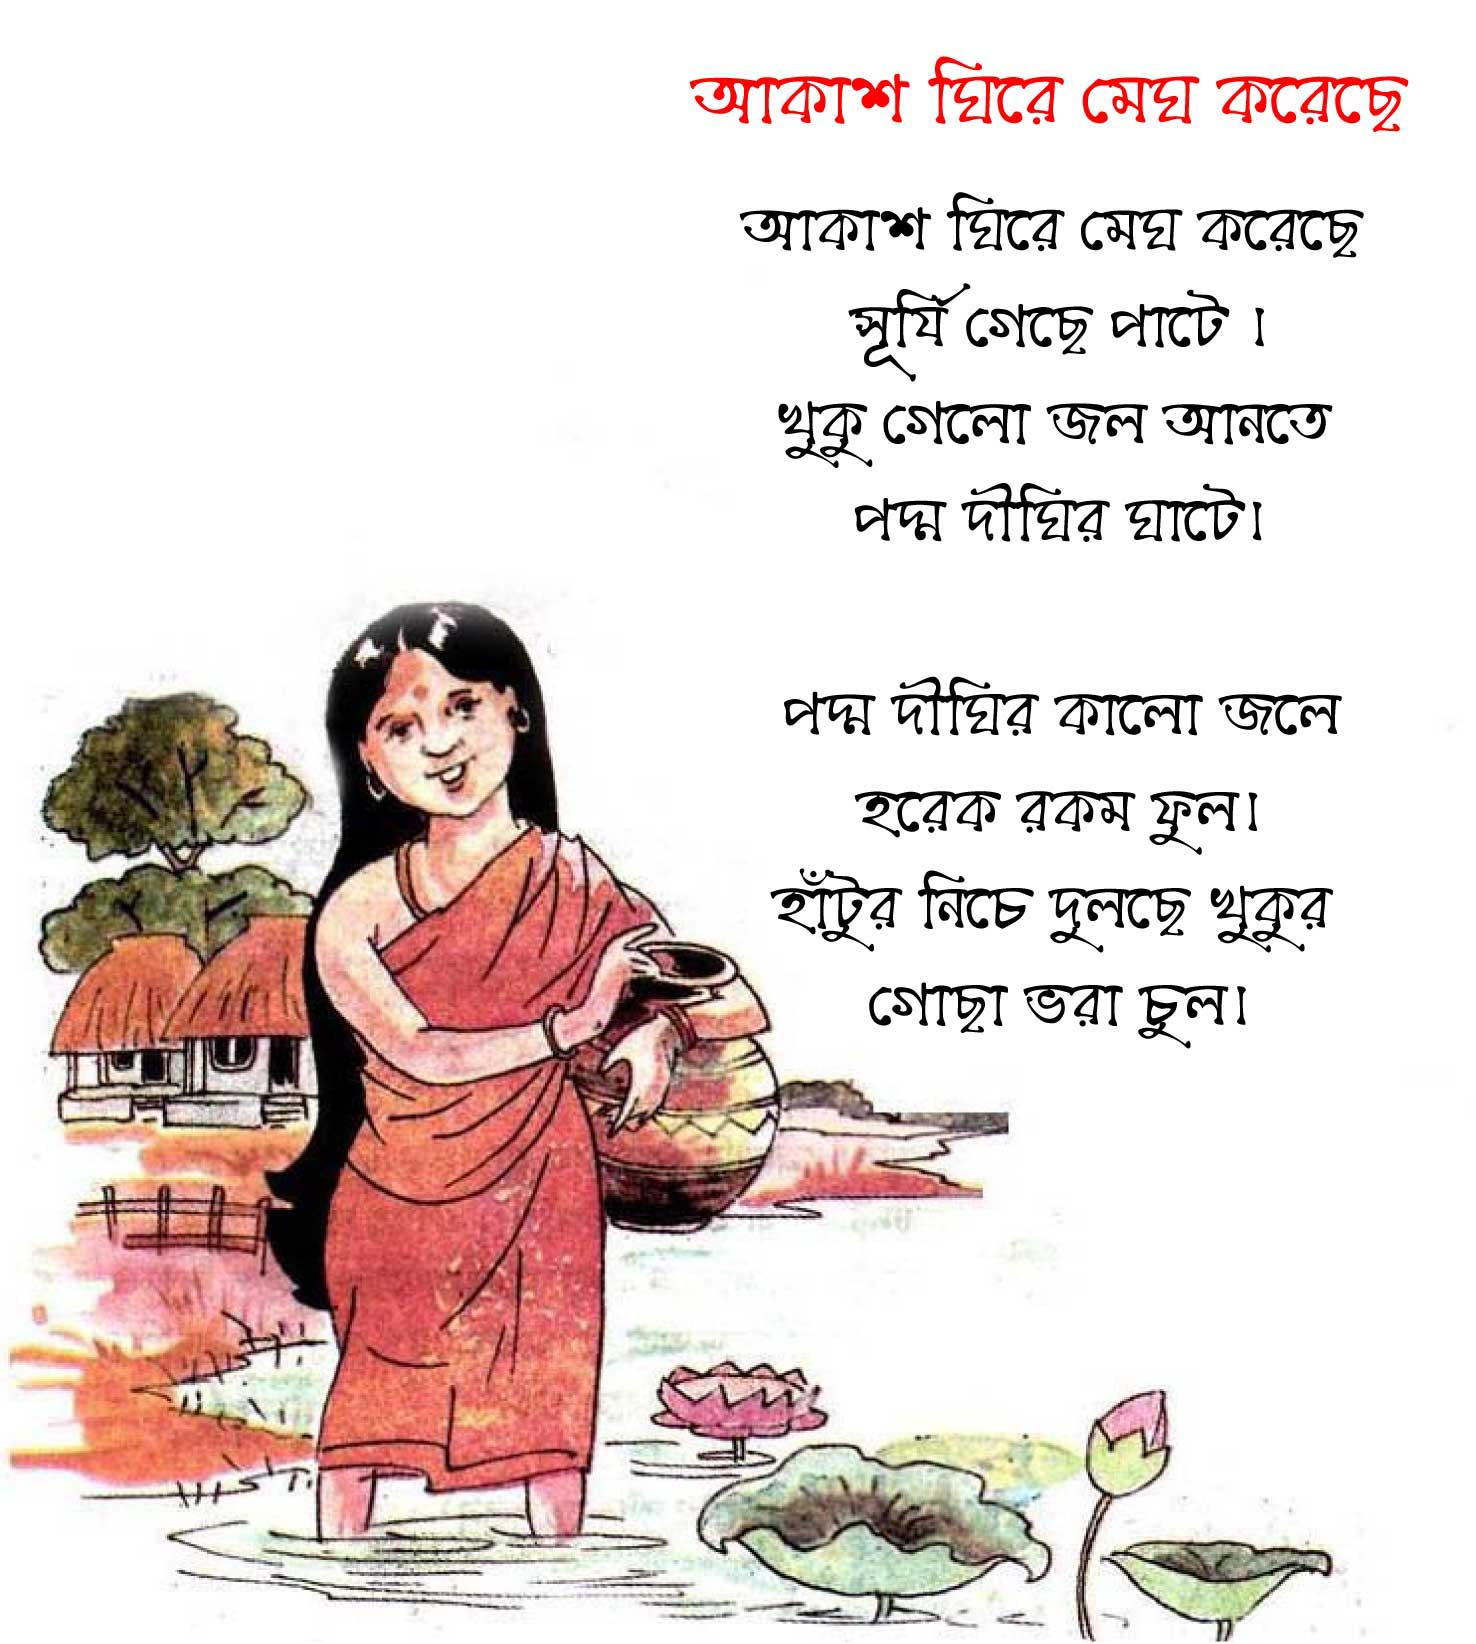 আকাশ ঘিরে মেঘ করেছে
আকাশ ঘিরে মেঘ করেছে
সূর্যি গেছে পাটে ।
খুকু গেলো জল আনতে
পদ্ম দীঘির ঘাটে।
পদ্ম দীঘির কালো জলে
হরেক রকম ফুল।
হাঁটুর নিচে দুলছে খুকুর
গোছা ভরা চুল।